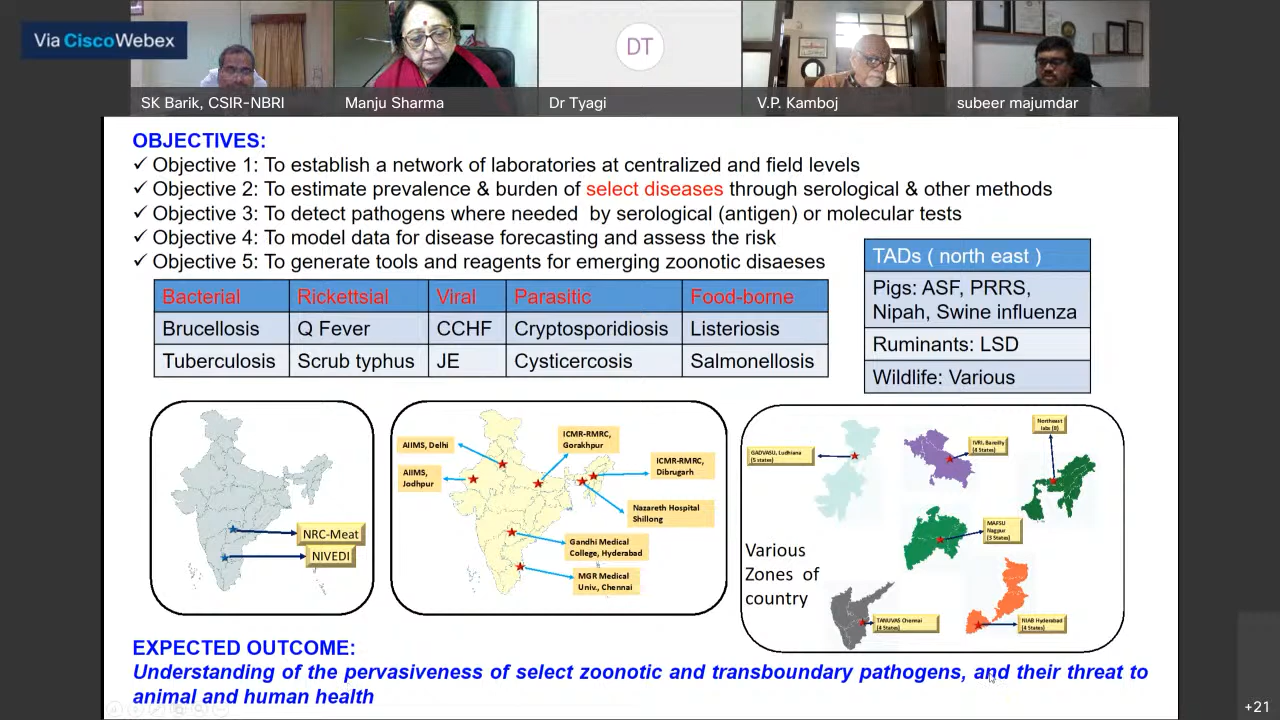 Via Cisco Webex
DT
SK Barik, CSIR-NBRI
Manju Sharma
Dr Tyagi
V.P. Kamboj
subeer majumdar
OBJECTIVES:
✓ Objective 1: To establish a network of laboratories at centralized and field levels
✓ Objective 2: To estimate prevalence & burden of select diseases through serological & other methods
✓ Objective 3: To detect pathogens where needed by serological (antigen) or molecular tests
✓ Objective 4: To model data for disease forecasting and assess the risk
✓ Objective 5: To generate tools and reagents for emerging zoonotic disaeses
Bacterial Rickettsial Viral Parasitic Food-borne
Brucellosis Q Fever CCHF Cryptosporidiosis Listeriosis
Tuberculosis Scrub typhus JE Cysticercosis Salmonellosis
TADs ( north east )
Pigs: ASF, PRRS,
Nipah, Swine influenza
Ruminants: LSD
Wildlife: Various
NRC-Meat
NIVEDI
AIIMS, Delhi
AIIMS,
Jodhpur
ICMR-RMRC,
Gorakhpur
ICMR-RMRC,
Dibrugarh
Nazareth Hospital
Shillong
Gandhi Medical
College, Hyderabad
MGR Medical
Univ., Chennai
GADVASU, Ludhiana
(5 states)
IVRI, Bareilly
(4 States)
Northeast
labs (8)
MAFSU
Nagpur
(3 States)
Various
Zones of
country
TANUVAS Chennai
(4 States)
NIAB Hyderabad
(4 States)
EXPECTED OUTCOME:
Understanding of the pervasiveness of select zoonotic and transboundary pathogens, and their threat to
animal and human health
+21